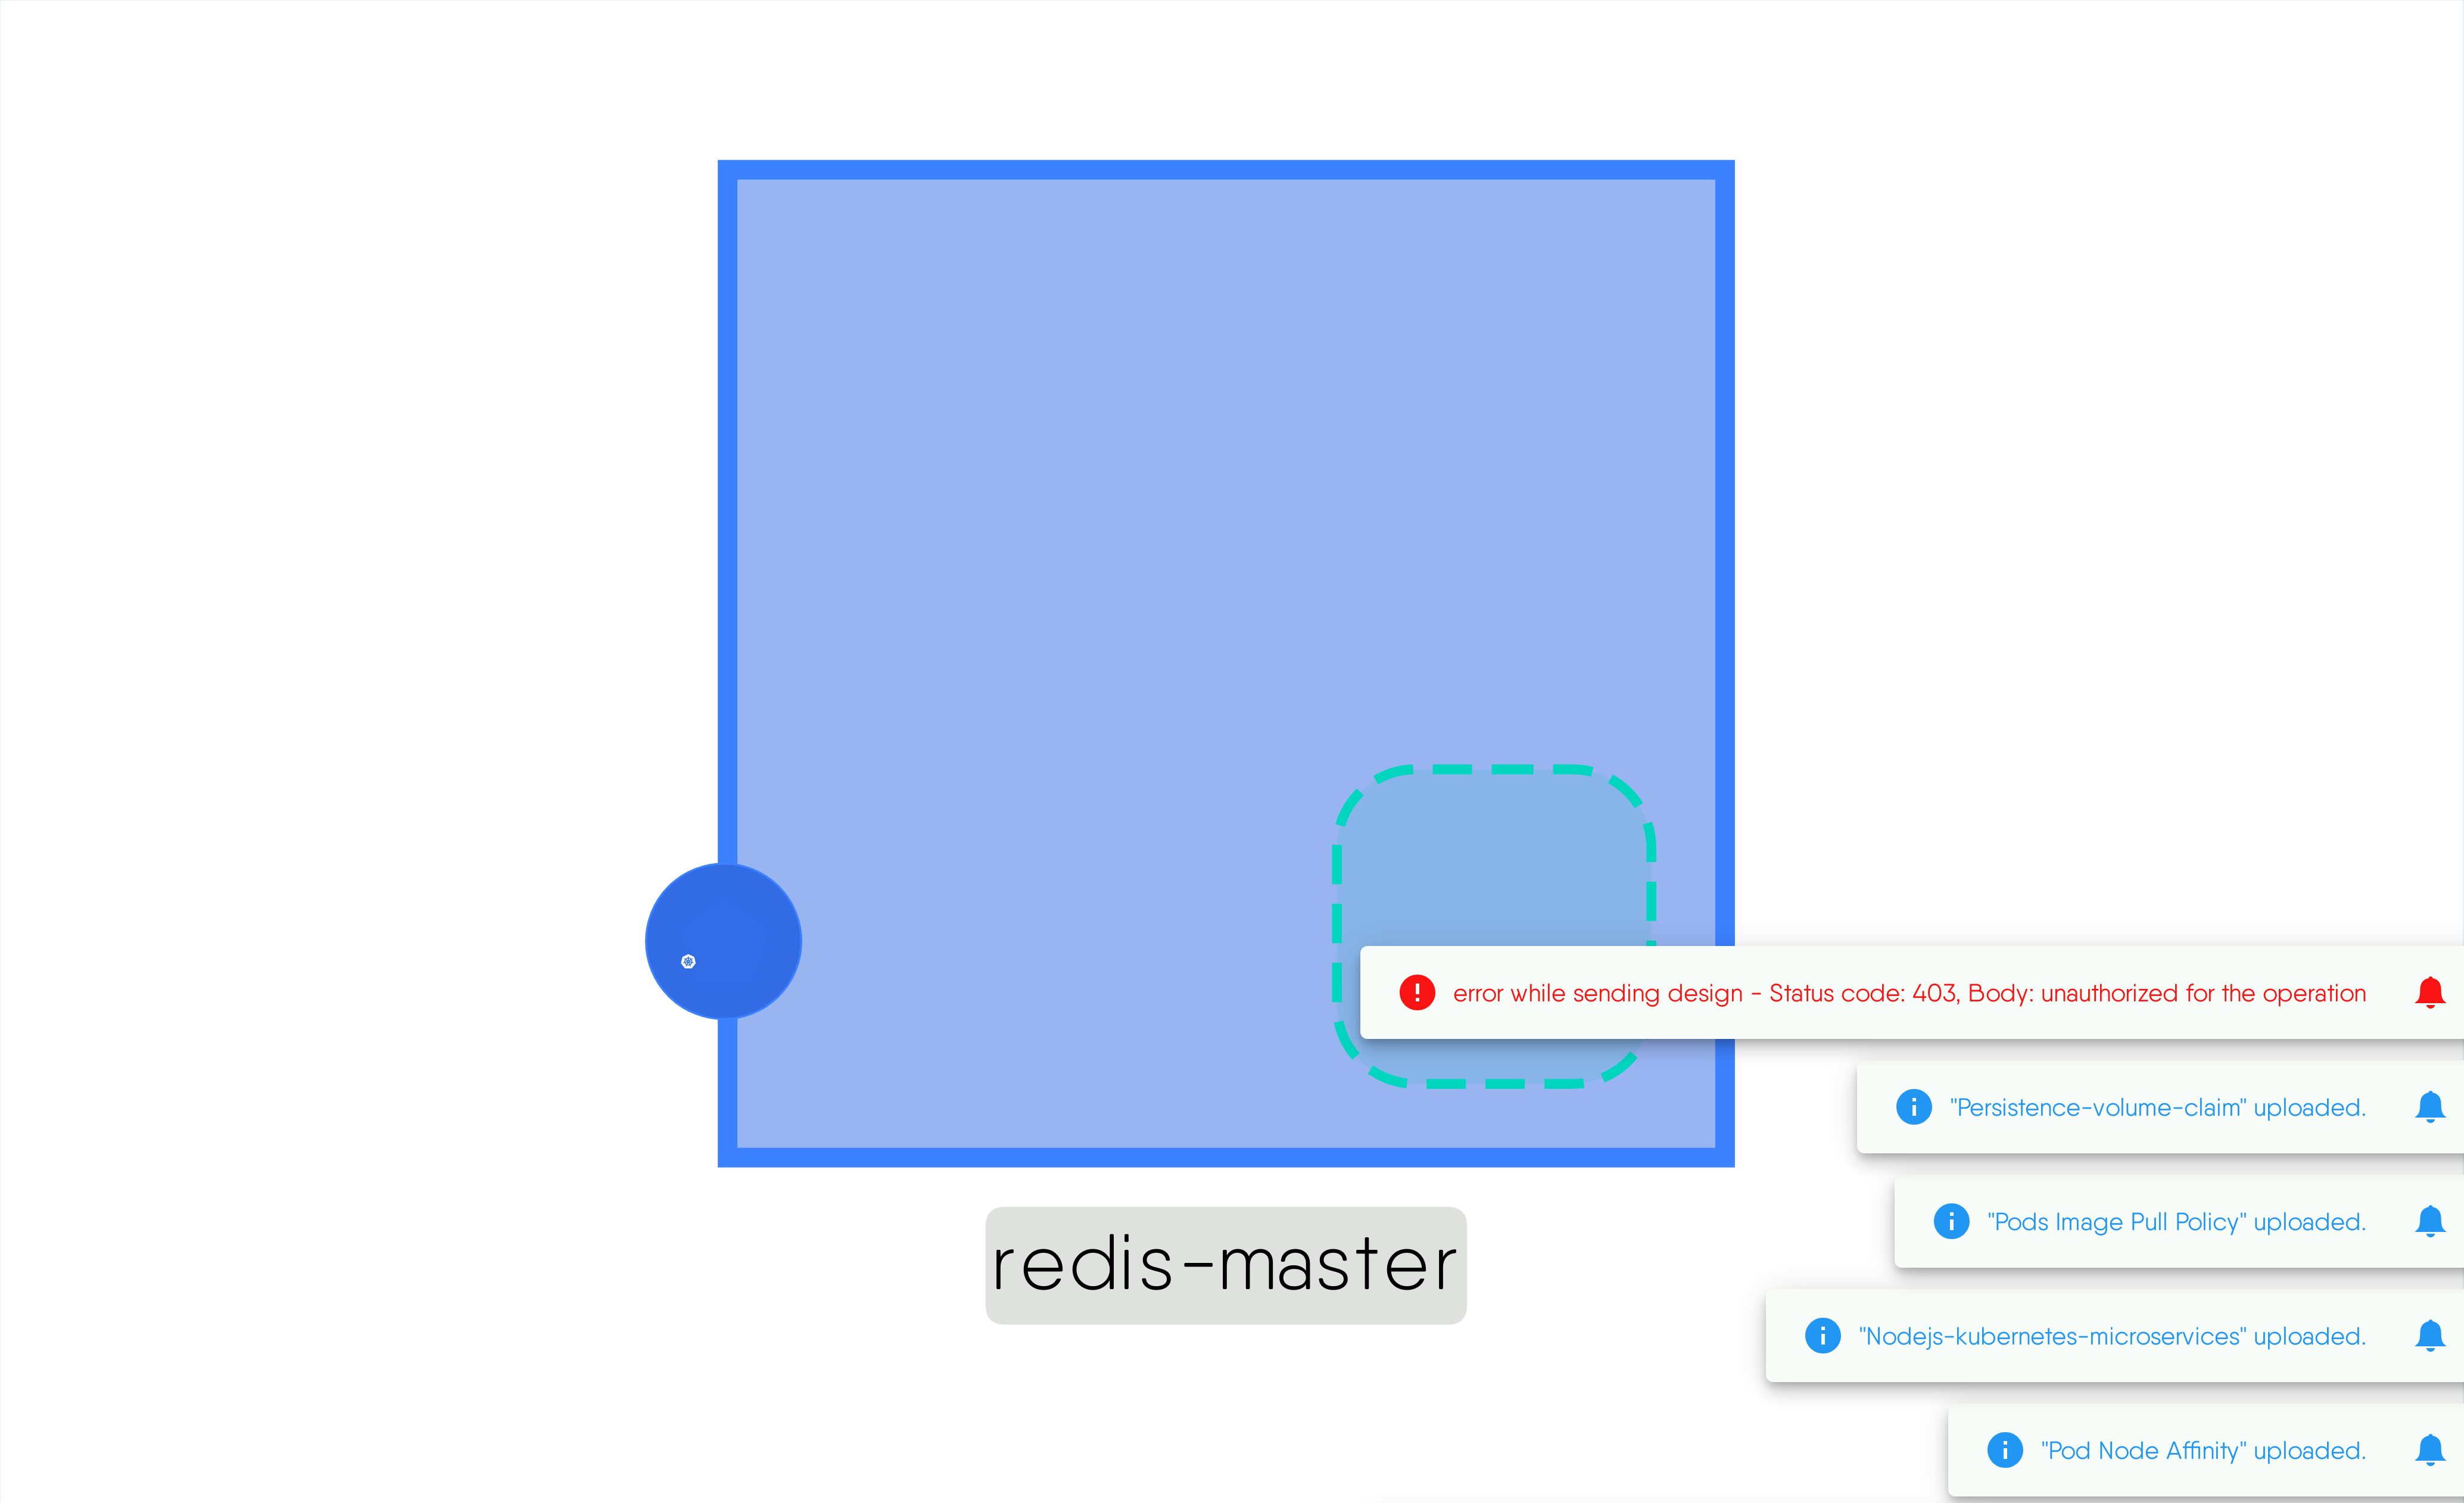 error while sending design - Status code: 403, Body: unauthorized for the operation
"Persistence-volume-claim" uploaded.
"Pods Image Pull Policy" uploaded.
redis-master
"Nodejs-kubernetes-microservices" uploaded.
"Pod Node Affinity" uploaded.